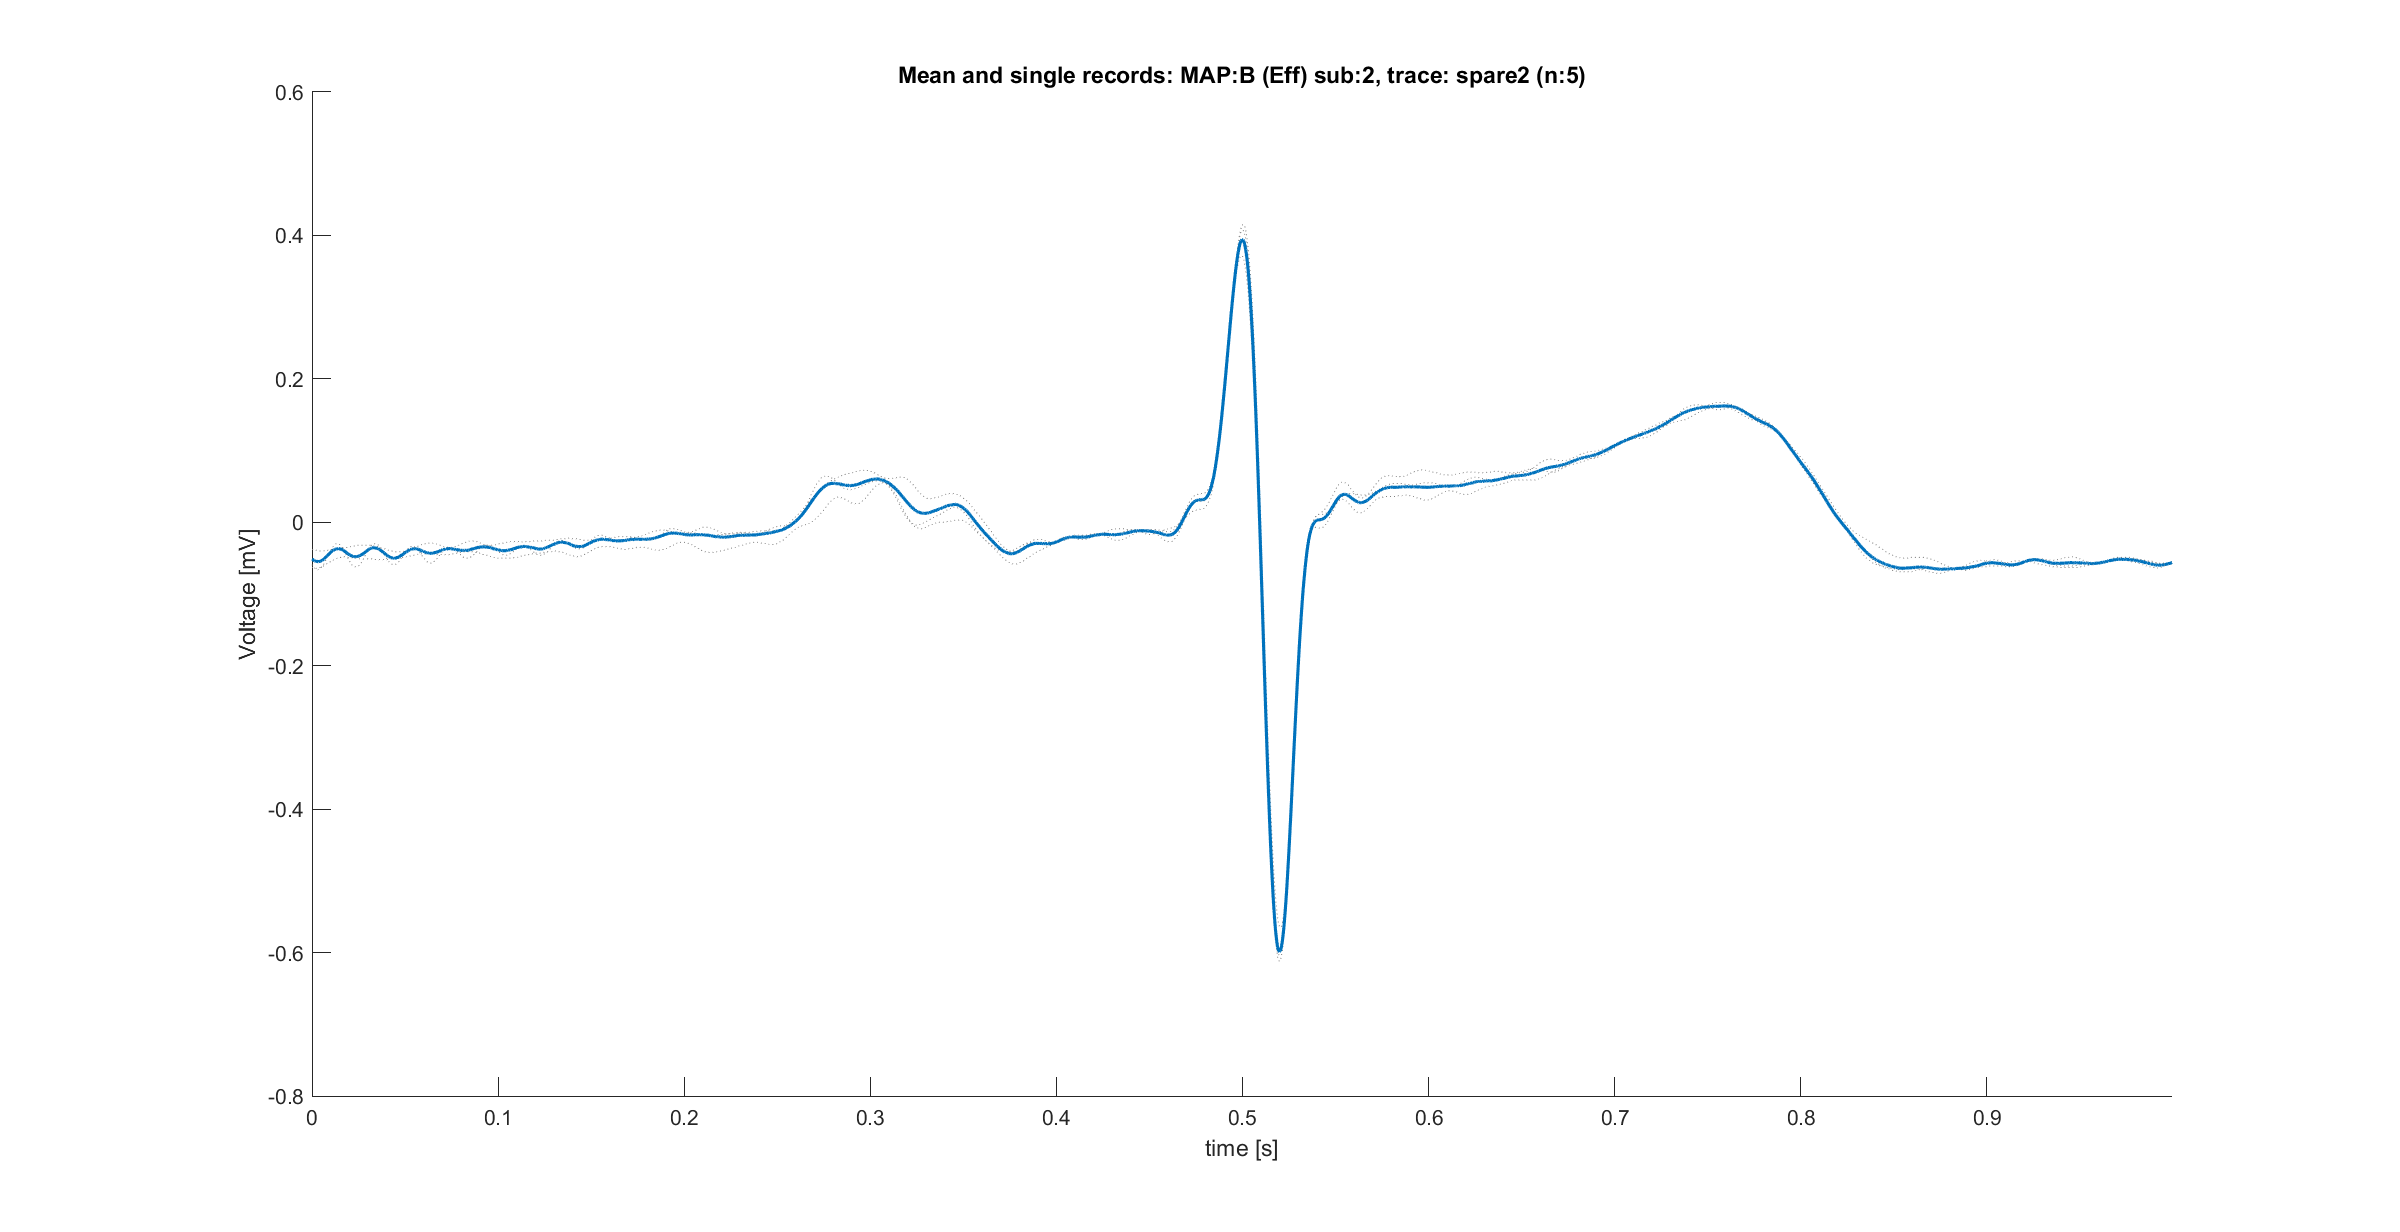 Mean and single records: MAP:B (Eff) sub:2, trace: spare2 (n:5)
0.6
0.4
0.2
0
-0.2
-0.4
-0.6
-0.8
Voltage [mV]
0 0.1 0.2 0.3 0.4 0.5 0.6 0.7 0.8 0.9
time [s]